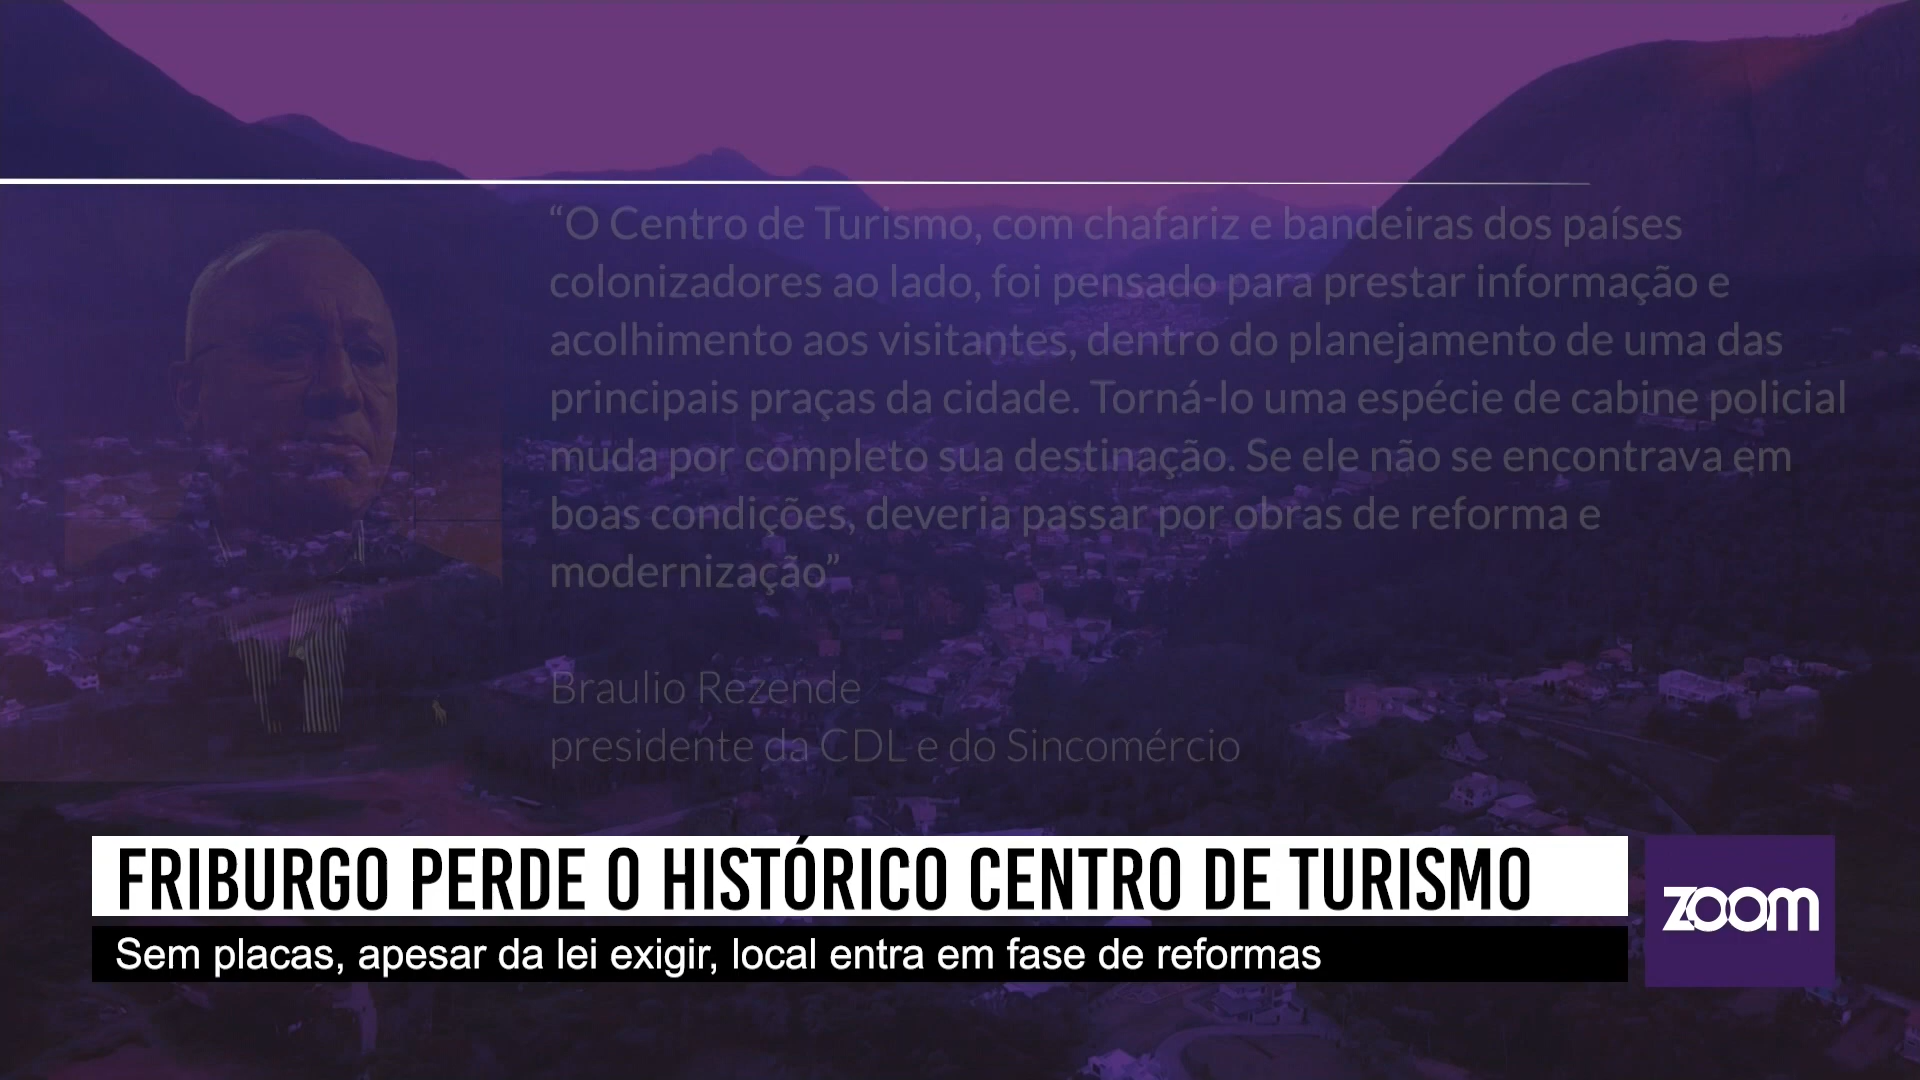 “O Centro de Turismo, com chafariz e bandeiras dos países
colonizadores ao lado, foi pensado para prestar informação e
acolhimento aos visitantes, dentro do planejamento de uma das
principais praças da cidade. Torná-lo uma espécie de cabine policial
muda por completo sua destinação. Se ele não se encontrava em
boas condições, deveria passar por obras de reforma e
modernização”
Braulio Rezende
presidente da CDL e do Sincomércio
FRIBURGO PERDE O HISTÓRICO CENTRO DE TURISMO
Sem placas, apesar da lei exigir, local entra em fase de reformas
zoom